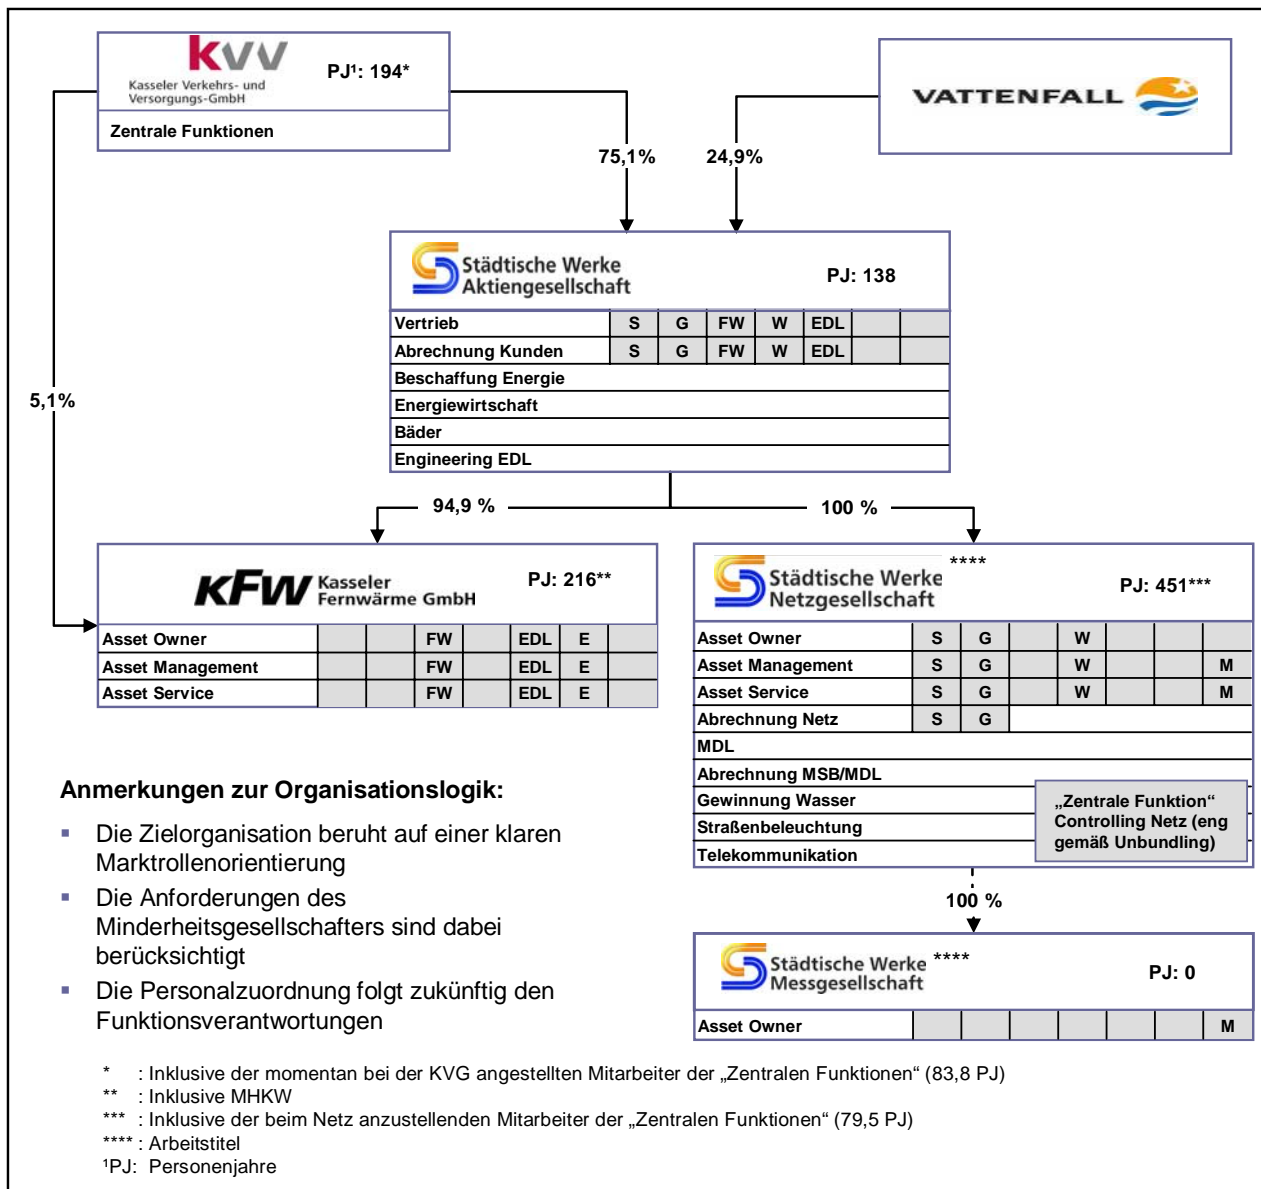 kvv
Kasseler Verkehrs- und
Versorgungs-GmbH
PJ¹: 194*
Zentrale Funktionen
VATTENFALL
75,1%
24,9%
5,1%
Städtische Werke
Aktiengesellschaft
PJ: 138
Vertrieb S G FW W EDL
Abrechnung Kunden S G FW W EDL
Beschaffung Energie
Energiewirtschaft
Bäder
Engineering EDL
94,9 %
100 %
KFW Kasseler
Fernwärme GmbH
PJ: 216**
Asset Owner FW EDL E
Asset Management FW EDL E
Asset Service FW EDL E
Städtische Werke
Netzgesellschaft
****
PJ: 451***
Asset Owner S G W
Asset Management S G W M
Asset Service S G W M
Abrechnung Netz S G
MDL
Abrechnung MSB/MDL
Gewinnung Wasser
Straßenbeleuchtung
Telekommunikation
„Zentrale Funktion“
Controlling Netz (eng
gemäß Unbundling)
100 %
Städtische Werke
Messgesellschaft
****
PJ: 0
Asset Owner M
Anmerkungen zur Organisationslogik:
▪ Die Zielorganisation beruht auf einer klaren
Marktrollenorientierung
▪ Die Anforderungen des
Minderheitsgesellschafters sind dabei
berücksichtigt
▪ Die Personalzuordnung folgt zukünftig den
Funktionsverantwortungen
* : Inklusive der momentan bei der KVG angestellten Mitarbeiter der „Zentralen Funktionen“ (83,8 PJ)
** : Inklusive MHKW
*** : Inklusive der beim Netz anzustellenden Mitarbeiter der „Zentralen Funktionen“ (79,5 PJ)
**** : Arbeitstitel
¹PJ: Personenjahre